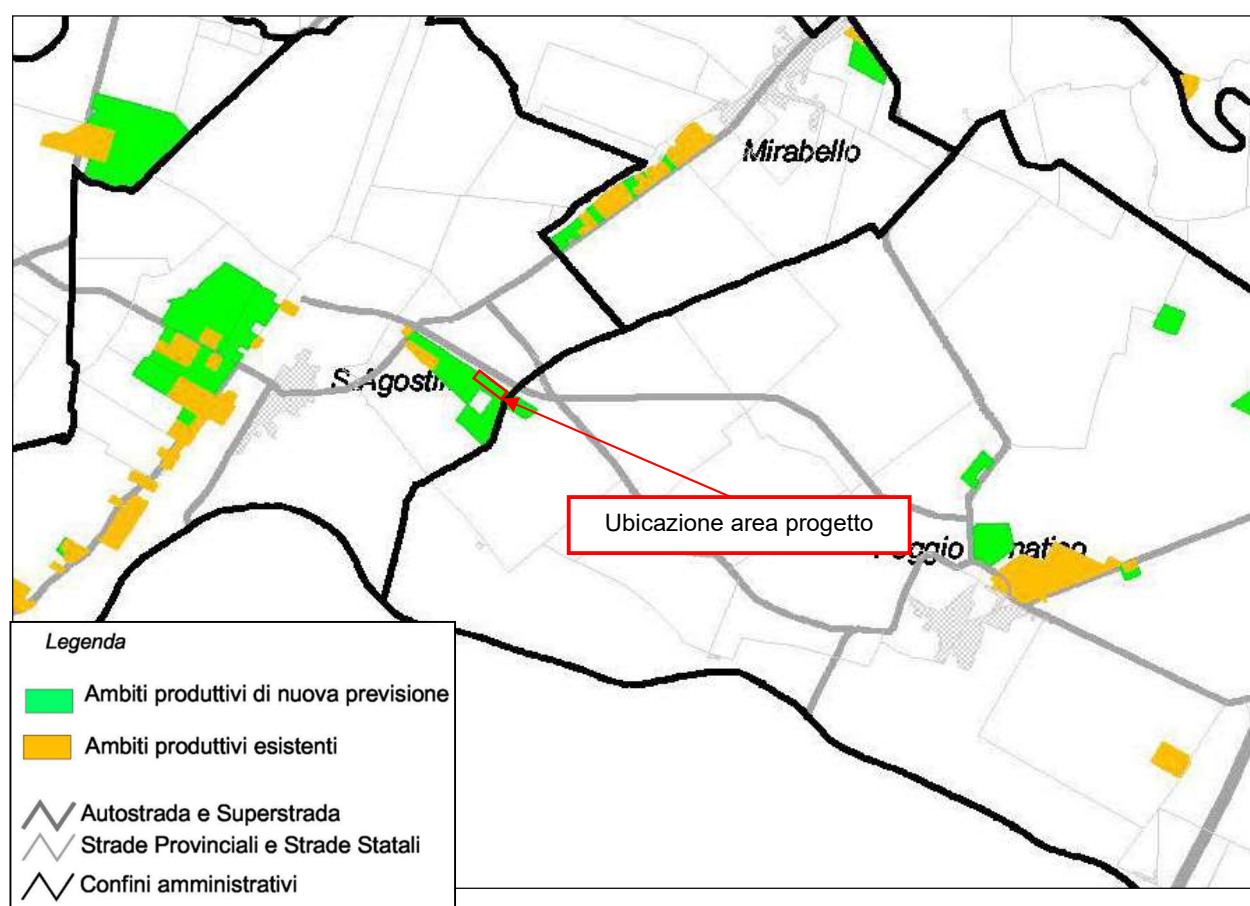 Mirabello
S.Agosti
Ubicazione area progetto
Legenda
Ambiti produttivi di nuova previsione
Ambiti produttivi esistenti
Autostrada e Superstrada
Strade Provinciali e Strade Statali
Confini amministrativi